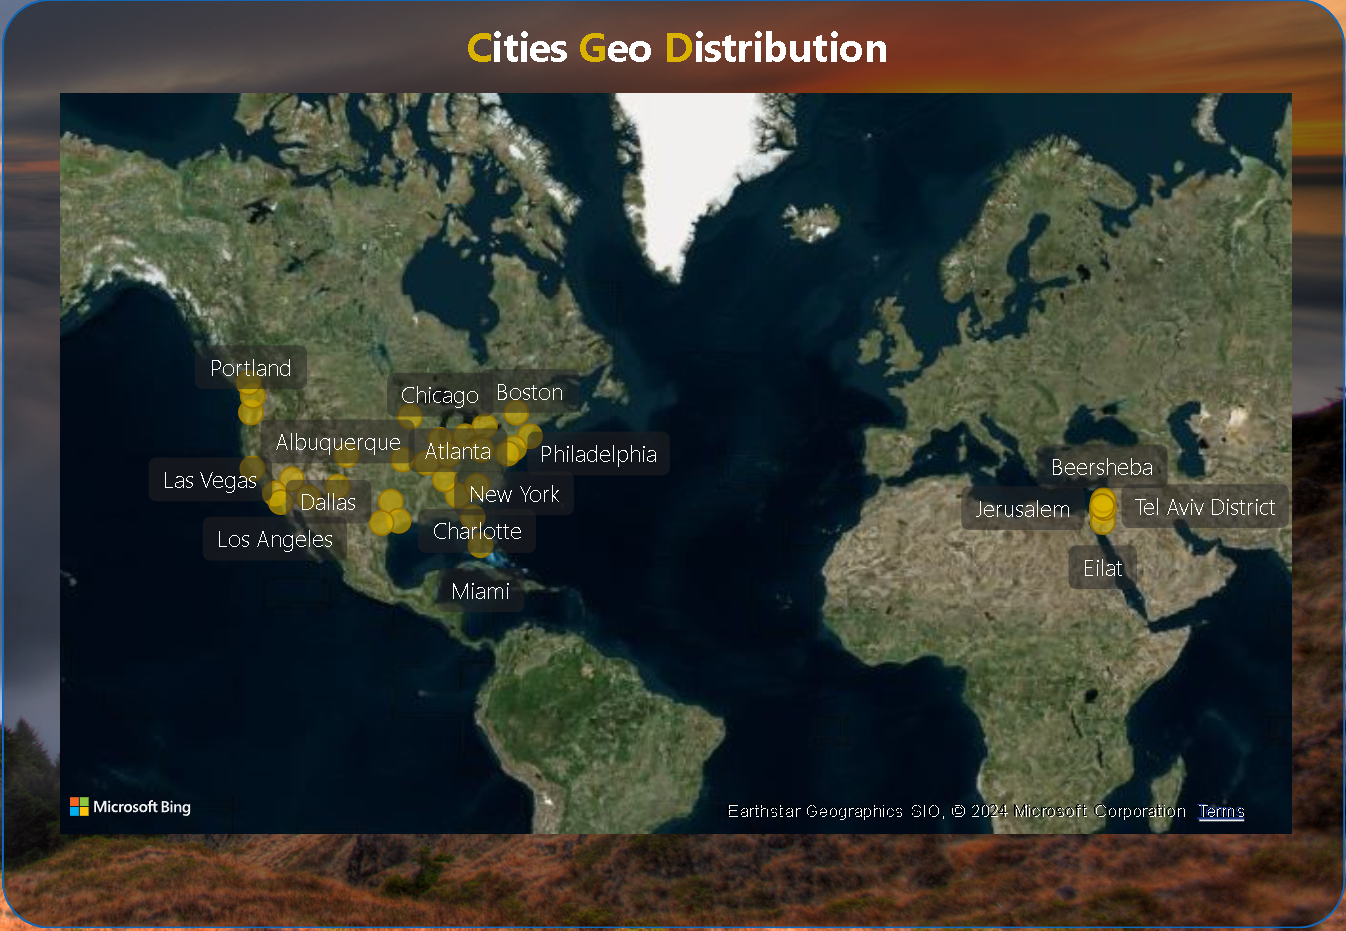 Cities Geo Distribution
Portland
Chicago
Boston
Albuquerque
Atlanta
Philadelphia
Las Vegas
Dallas
New York
Los Angeles
Charlotte
Miami
Beersheba
Jerusalem
Tel Aviv District
Eilat
Microsoft Bing
Earthstar Geographics SIO, © 2024 Microsoft Corporation Terms